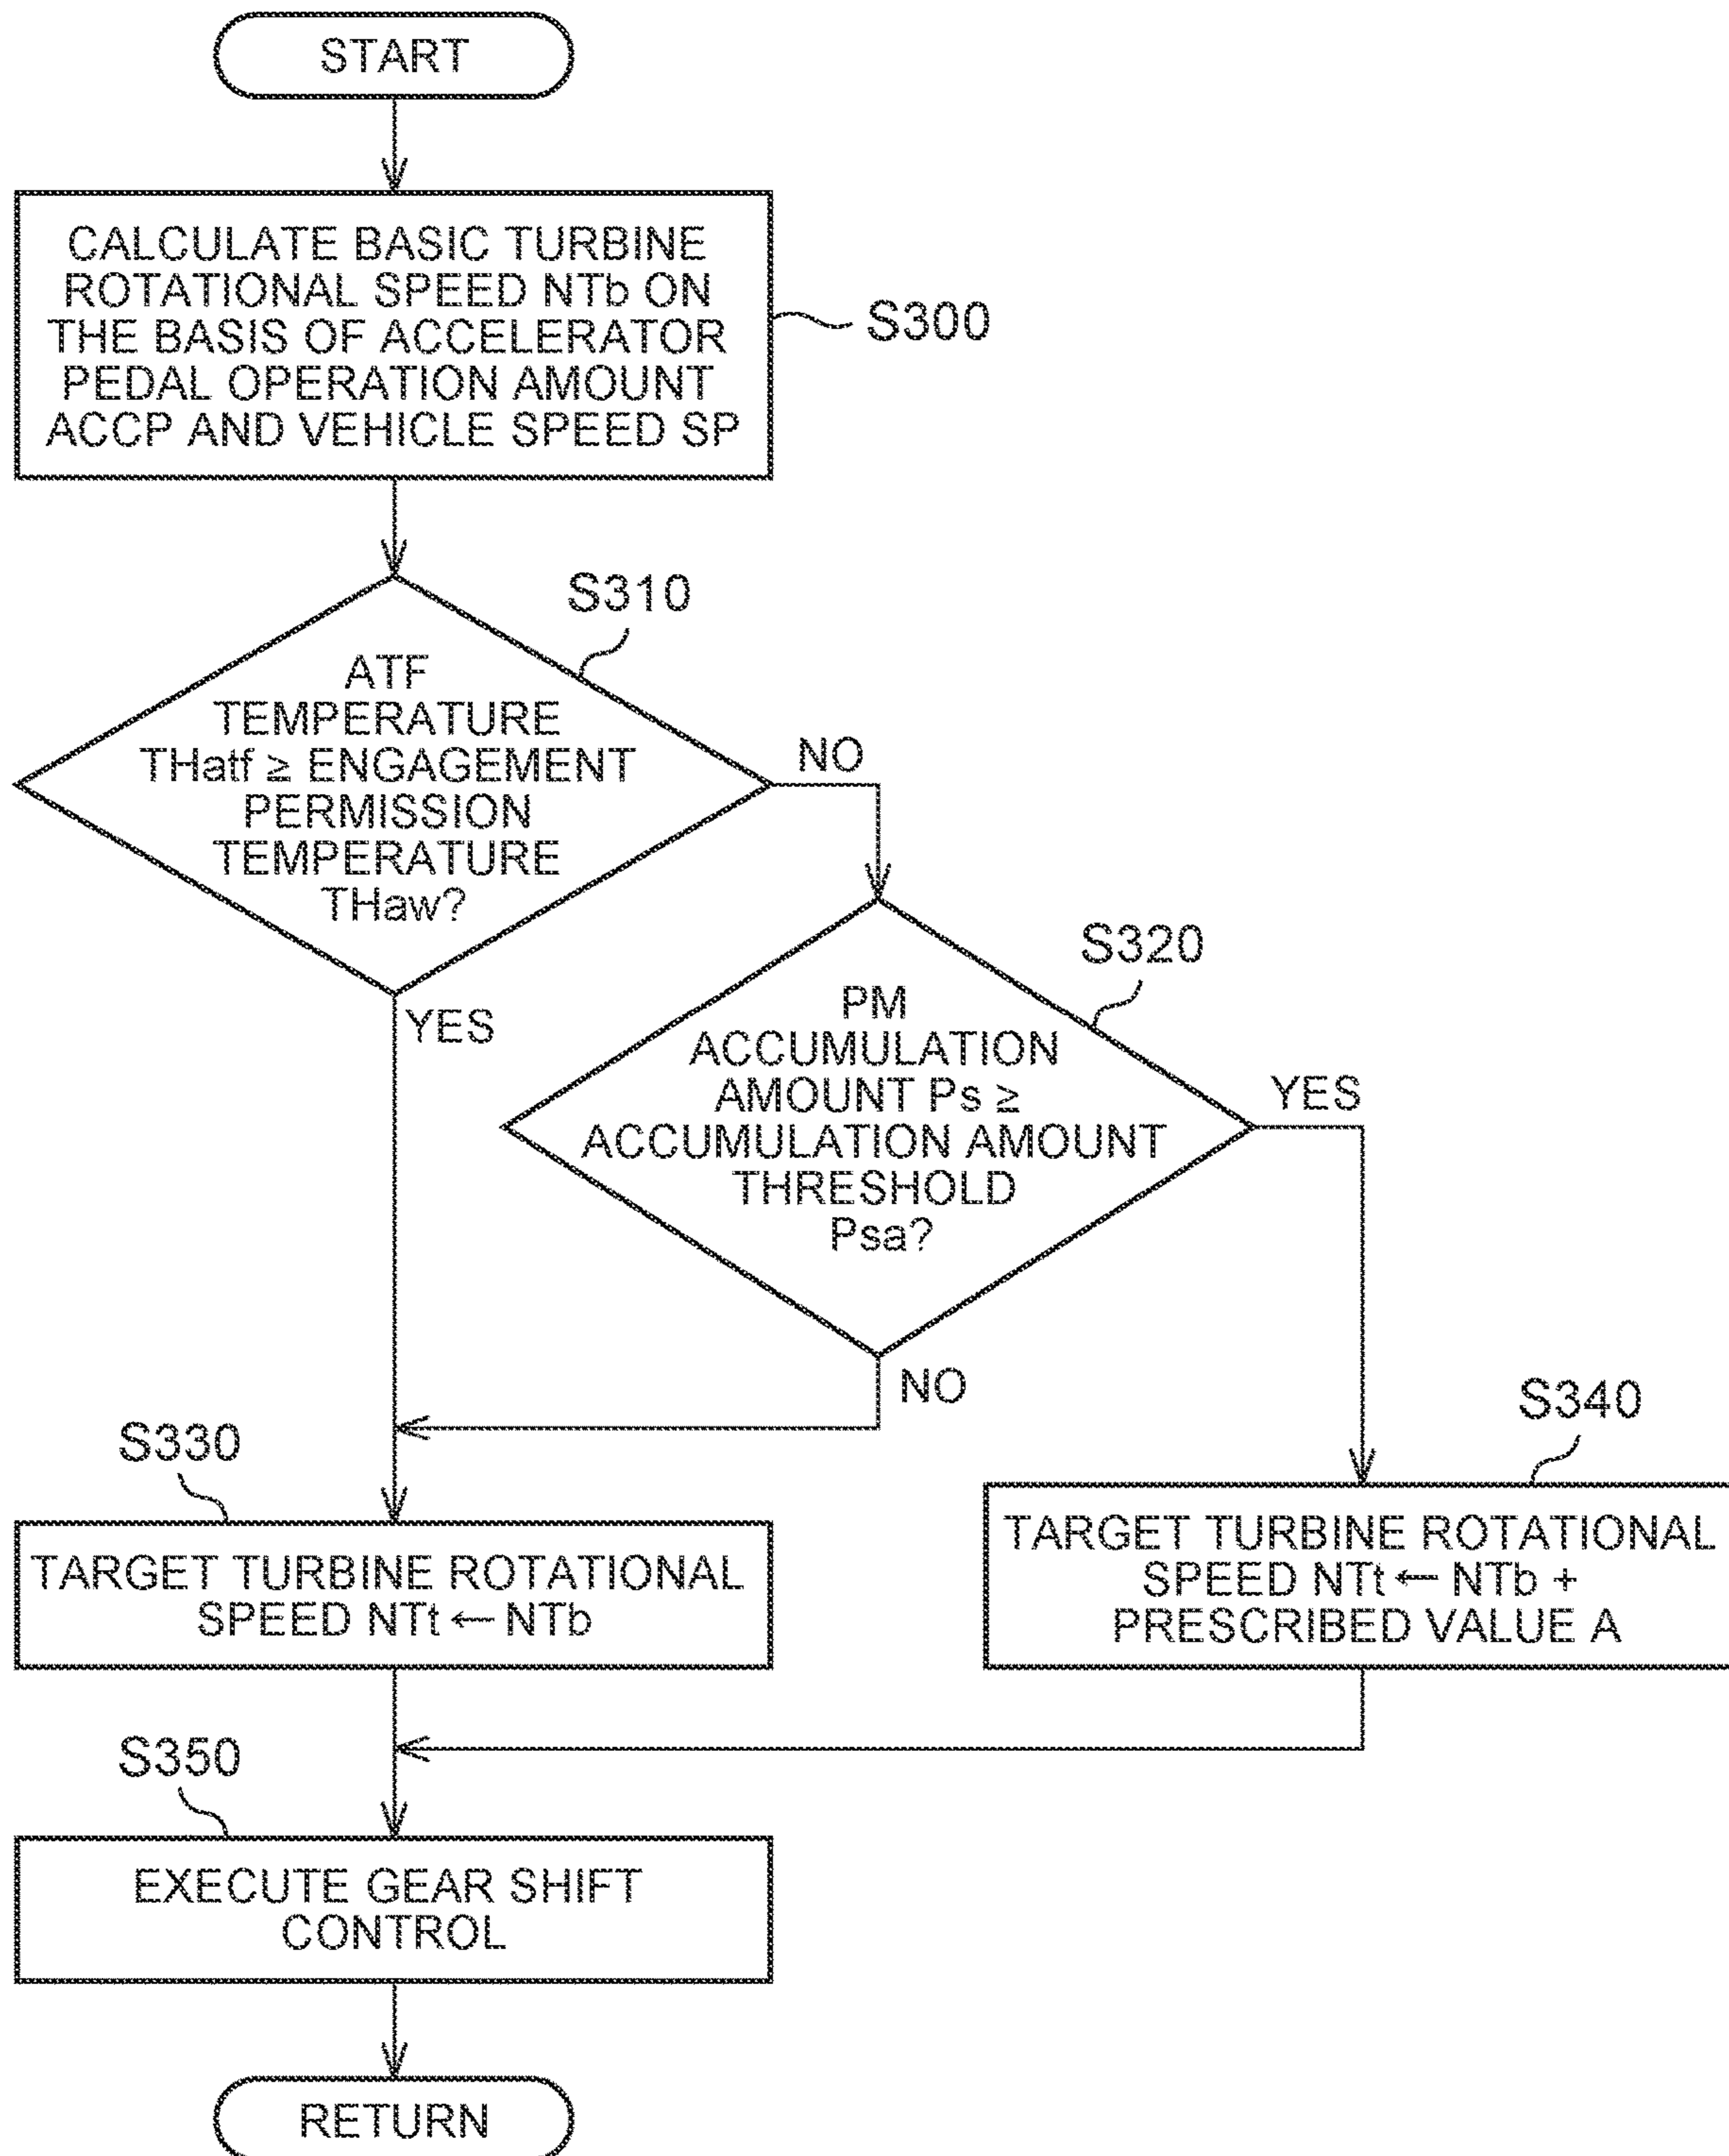 START
CALCULATE BASIC TURBINE
ROTATIONAL SPEED NTb ON
THE BASIS OF ACCELERATOR
PEDAL OPERATION AMOUNT
ACCP AND VEHICLE SPEED SP
S300
S310
ATF
TEMPERATURE
THatf ≥ ENGAGEMENT
PERMISSION
TEMPERATURE
THaw?
NO
YES
S320
PM
ACCUMULATION
AMOUNT Ps ≥
ACCUMULATION AMOUNT
THRESHOLD
Psa?
YES
NO
S330
TARGET TURBINE ROTATIONAL
SPEED NTt ← NTb
S340
TARGET TURBINE ROTATIONAL
SPEED NTt ← NTb +
PRESCRIBED VALUE A
S350
EXECUTE GEAR SHIFT
CONTROL
RETURN